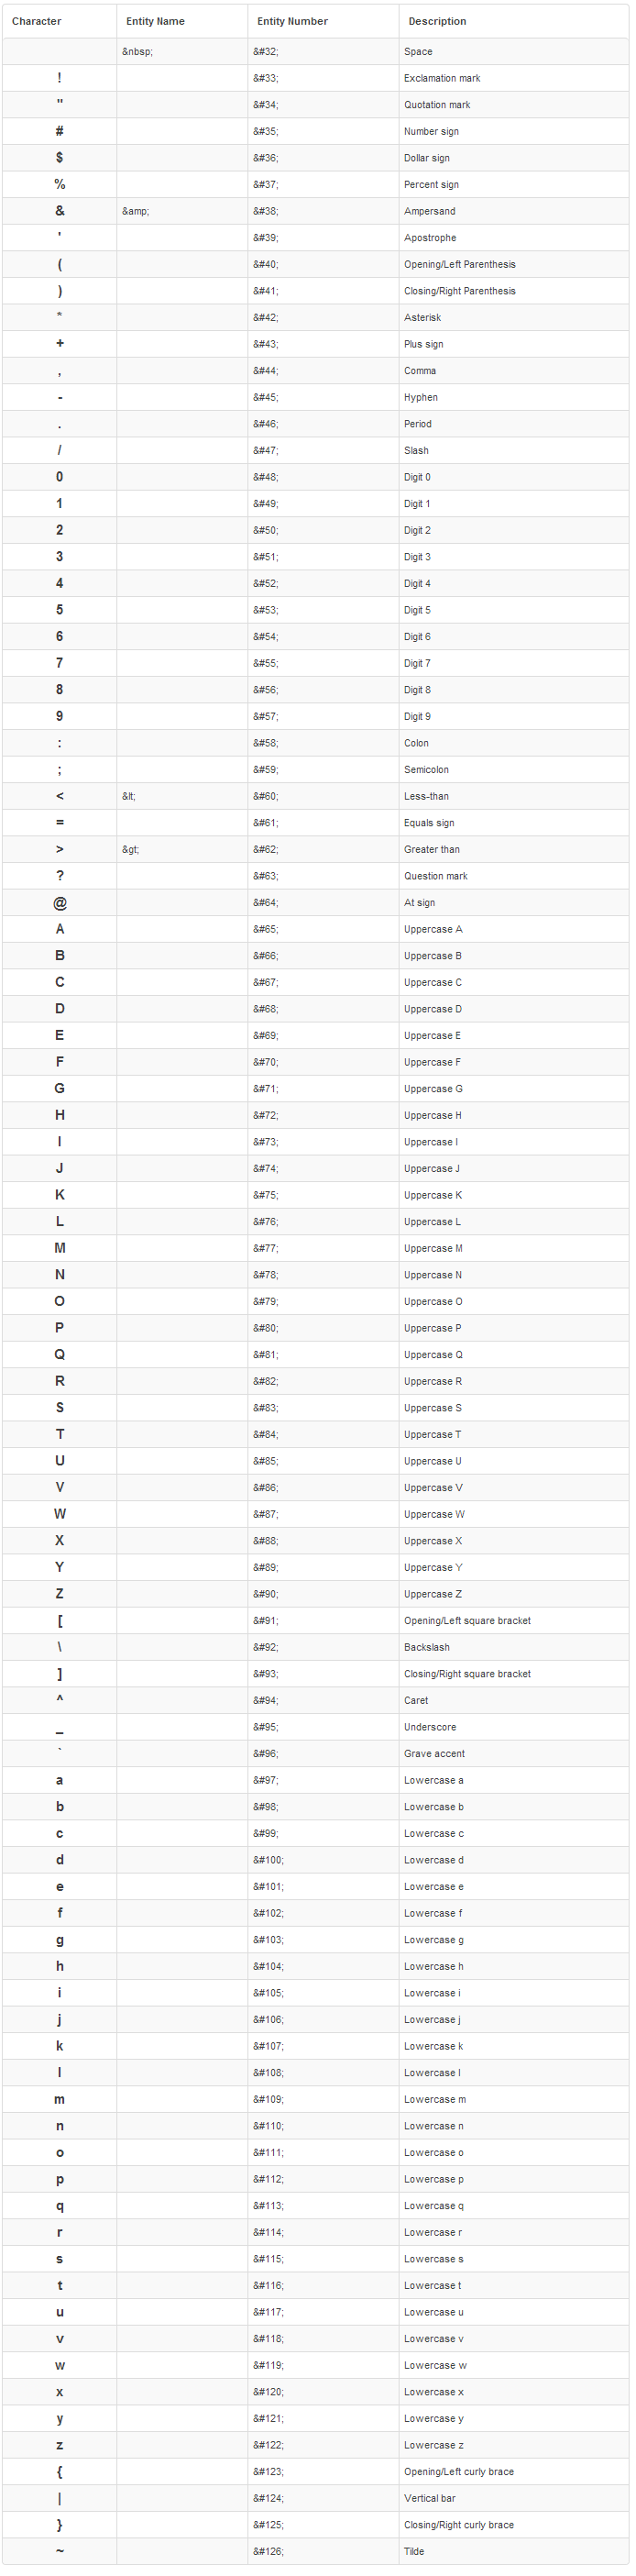 Character Entity Name Entity Number Description
&nbsp; &#32; Space
! &#33; Exclamation mark
" &#34; Quotation mark
# &#35; Number sign
$ &#36; Dollar sign
% &#37; Percent sign
& &amp; &#38; Ampersand
' &#39; Apostrophe
( &#40; Opening/Left Parenthesis
) &#41; Closing/Right Parenthesis
* &#42; Asterisk
+ &#43; Plus sign
, &#44; Comma
- &#45; Hyphen
. &#46; Period
/ &#47; Slash
0 &#48; Digit 0
1 &#49; Digit 1
2 &#50; Digit 2
3 &#51; Digit 3
4 &#52; Digit 4
5 &#53; Digit 5
6 &#54; Digit 6
7 &#55; Digit 7
8 &#56; Digit 8
9 &#57; Digit 9
: &#58; Colon
; &#59; Semicolon
< &lt; &#60; Less-than
= &#61; Equals sign
> &gt; &#62; Greater than
? &#63; Question mark
@ &#64; At sign
A &#65; Uppercase A
B &#66; Uppercase B
C &#67; Uppercase C
D &#68; Uppercase D
E &#69; Uppercase E
F &#70; Uppercase F
G &#71; Uppercase G
H &#72; Uppercase H
I &#73; Uppercase I
J &#74; Uppercase J
K &#75; Uppercase K
L &#76; Uppercase L
M &#77; Uppercase M
N &#78; Uppercase N
O &#79; Uppercase O
P &#80; Uppercase P
Q &#81; Uppercase Q
R &#82; Uppercase R
S &#83; Uppercase S
T &#84; Uppercase T
U &#85; Uppercase U
V &#86; Uppercase V
W &#87; Uppercase W
X &#88; Uppercase X
Y &#89; Uppercase Y
Z &#90; Uppercase Z
[ &#91; Opening/Left square bracket
\ &#92; Backslash
] &#93; Closing/Right square bracket
^ &#94; Caret
_ &#95; Underscore
` &#96; Grave accent
a &#97; Lowercase a
b &#98; Lowercase b
c &#99; Lowercase c
d &#100; Lowercase d
e &#101; Lowercase e
f &#102; Lowercase f
g &#103; Lowercase g
h &#104; Lowercase h
i &#105; Lowercase i
j &#106; Lowercase j
k &#107; Lowercase k
l &#108; Lowercase l
m &#109; Lowercase m
n &#110; Lowercase n
o &#111; Lowercase o
p &#112; Lowercase p
q &#113; Lowercase q
r &#114; Lowercase r
s &#115; Lowercase s
t &#116; Lowercase t
u &#117; Lowercase u
v &#118; Lowercase v
w &#119; Lowercase w
x &#120; Lowercase x
y &#121; Lowercase y
z &#122; Lowercase z
{ &#123; Opening/Left curly brace
| &#124; Vertical bar
} &#125; Closing/Right curly brace
~ &#126; Tilde